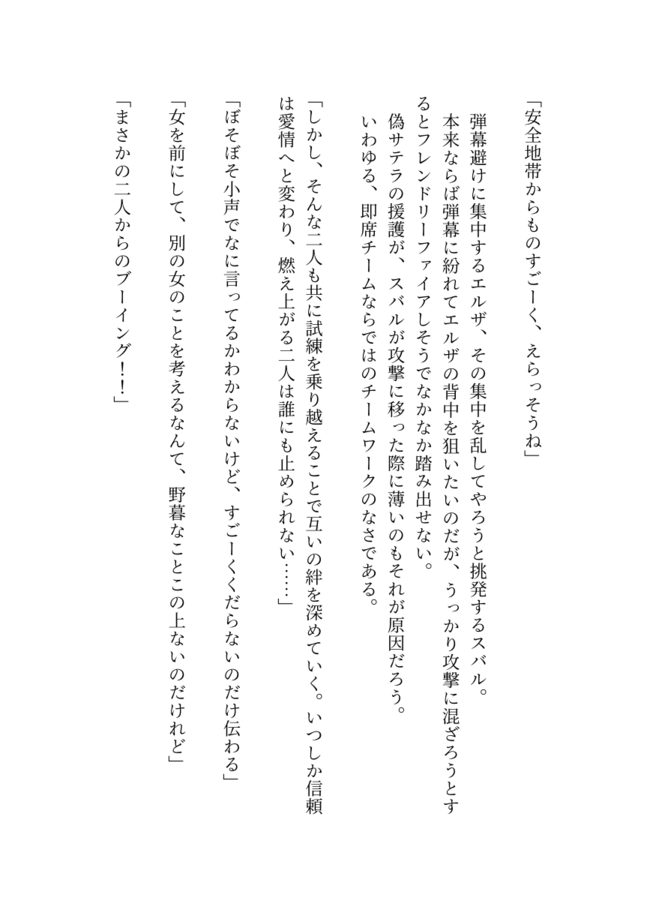 「安全地帯からものすごーく、えらっそうね」
弾幕避けに集中するエルザ、その集中を乱してやろうと挑発するスバル。
本来ならば弾幕に紛れてエルザの背中を狙いたいのだが、うっかり攻撃に混ざろうとす
るとフレンドリーファイアしそうでなかなか踏み出せない。
偽サテラの援護が、スバルが攻撃に移った際に薄いのもそれが原因だろう。
いわゆる、即席チームならではのチームワークのなさである。
「しかし、そんな二人も共に試練を乗り越えることで互いの絆を深めていく。いつしか信頼
は愛情へと変わり、燃え上がる二人は誰にも止められない……」
「ぼそぼそ小声でなに言ってるかわからないけど、すごーくくだらないのだけ伝わる」
「女を前にして、別の女のことを考えるなんて、野暮なことこの上ないのだけれど」
「まさかの二人からのブーイング！！」